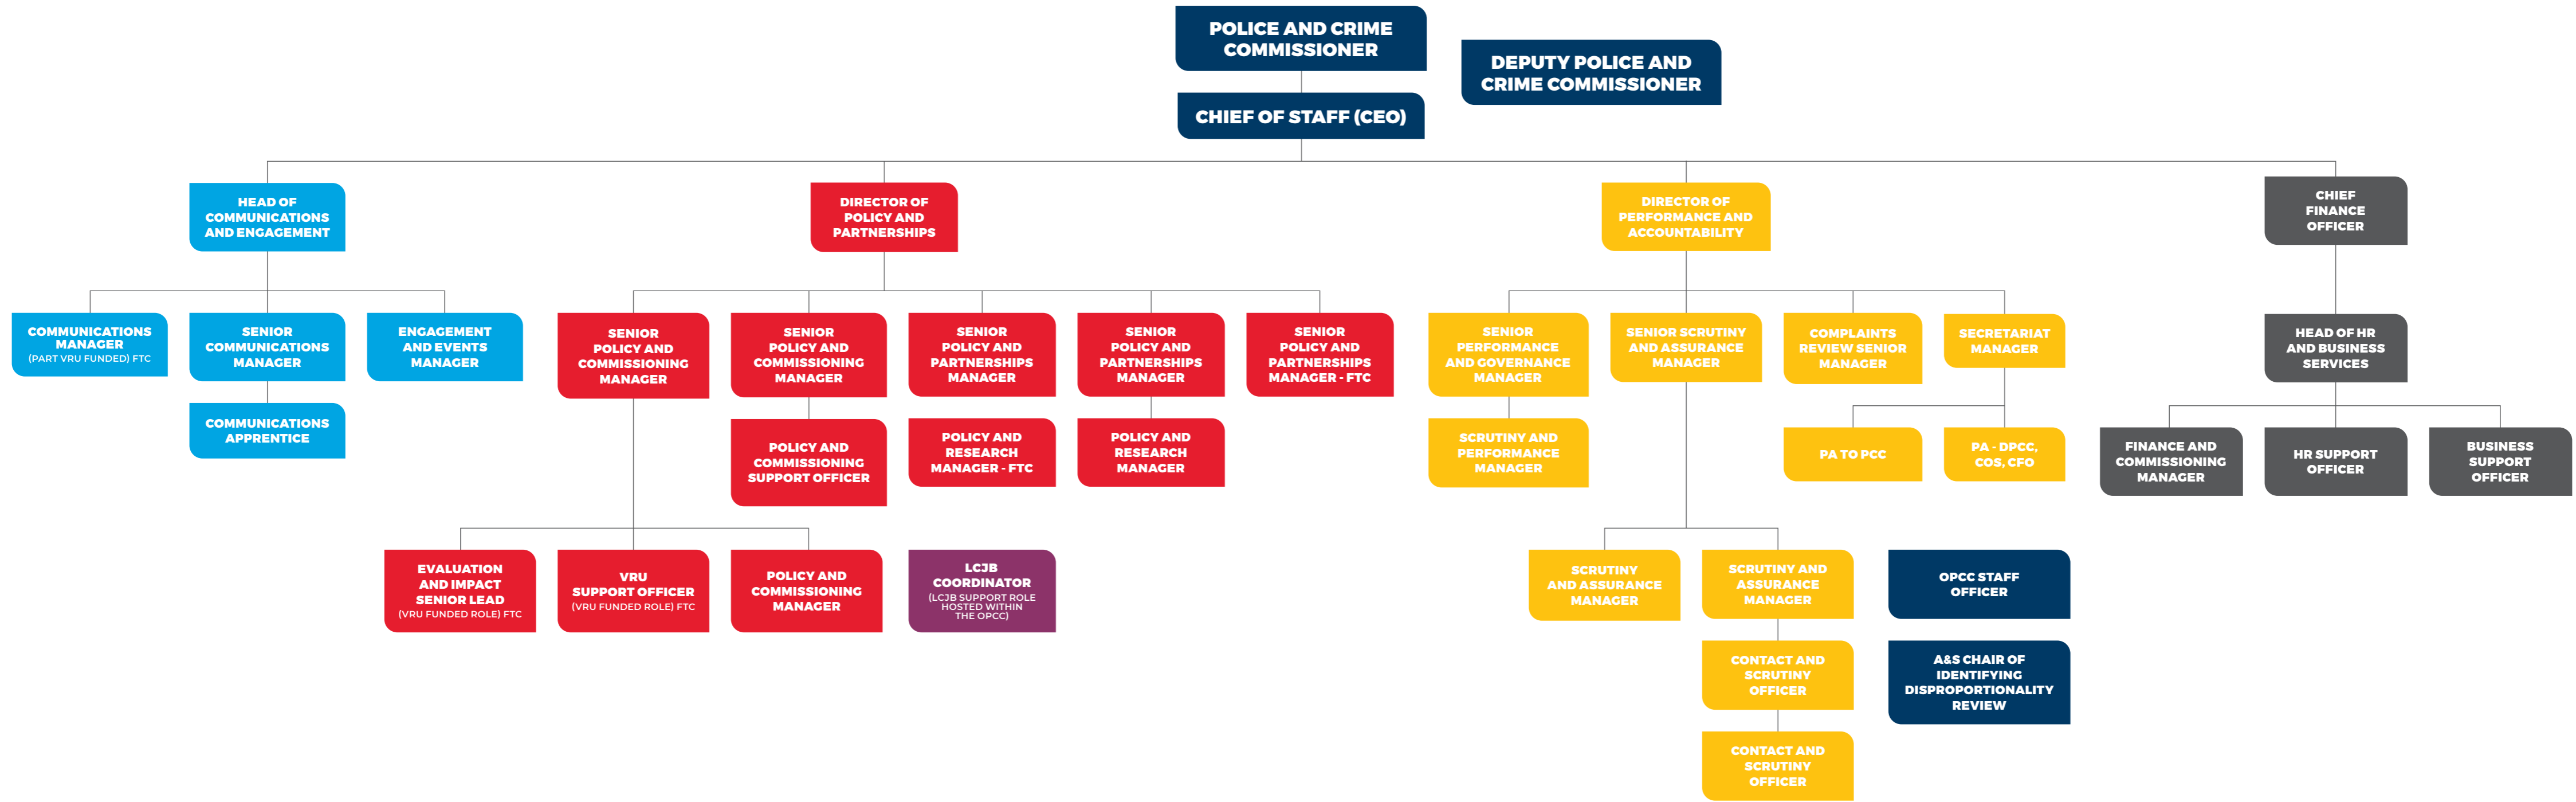 POLICE AND CRIME
COMMISSIONER
DEPUTY POLICE AND
CRIME COMMISSIONER
CHIEF OF STAFF (CEO)
HEAD OF
COMMUNICATIONS
AND ENGAGEMENT
DIRECTOR OF
POLICY AND
PARTNERSHIPS
DIRECTOR OF
PERFORMANCE AND
ACCOUNTABILITY
CHIEF
FINANCE
OFFICER
COMMUNICATIONS
MANAGER
(PART VRU FUNDED) FTC
SENIOR
COMMUNICATIONS
MANAGER
ENGAGEMENT
AND EVENTS
MANAGER
SENIOR
POLICY AND
COMMISSIONING
MANAGER
SENIOR
POLICY AND
COMMISSIONING
MANAGER
SENIOR
POLICY AND
PARTNERSHIPS
MANAGER
SENIOR
POLICY AND
PARTNERSHIPS
MANAGER
SENIOR
POLICY AND
PARTNERSHIPS
MANAGER - FTC
SENIOR
PERFORMANCE
AND GOVERNANCE
MANAGER
SENIOR SCRUTINY
AND ASSURANCE
MANAGER
COMPLAINTS
REVIEW SENIOR
MANAGER
SECRETARIAT
MANAGER
HEAD OF HR
AND BUSINESS
SERVICES
COMMUNICATIONS
APPRENTICE
POLICY AND
COMMISSIONING
SUPPORT OFFICER
POLICY AND
RESEARCH
MANAGER - FTC
POLICY AND
RESEARCH
MANAGER
SCRUTINY AND
PERFORMANCE
MANAGER
PA TO PCC
PA - DPCC,
COS, CFO
FINANCE AND
COMMISSIONING
MANAGER
HR SUPPORT
OFFICER
BUSINESS
SUPPORT
OFFICER
EVALUATION
AND IMPACT
SENIOR LEAD
(VRU FUNDED ROLE) FTC
VRU
SUPPORT OFFICER
(VRU FUNDED ROLE) FTC
POLICY AND
COMMISSIONING
MANAGER
LCJB
COORDINATOR
(LCJB SUPPORT ROLE
HOSTED WITHIN
THE OPCC)
SCRUTINY
AND ASSURANCE
MANAGER
SCRUTINY AND
ASSURANCE
MANAGER
OPCC STAFF
OFFICER
CONTACT AND
SCRUTINY
OFFICER
A&S CHAIR OF
IDENTIFYING
DISPROPORTIONALITY
REVIEW
CONTACT AND
SCRUTINY
OFFICER